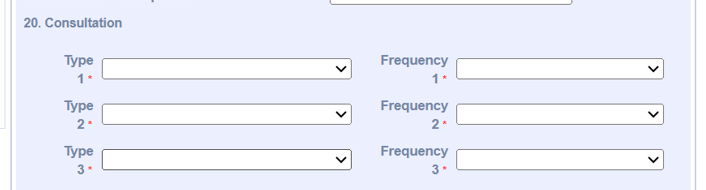 20. Consultation
Type 1 *
Frequency 1 *
Type 2 *
Frequency 2 *
Type 3 *
Frequency 3 *